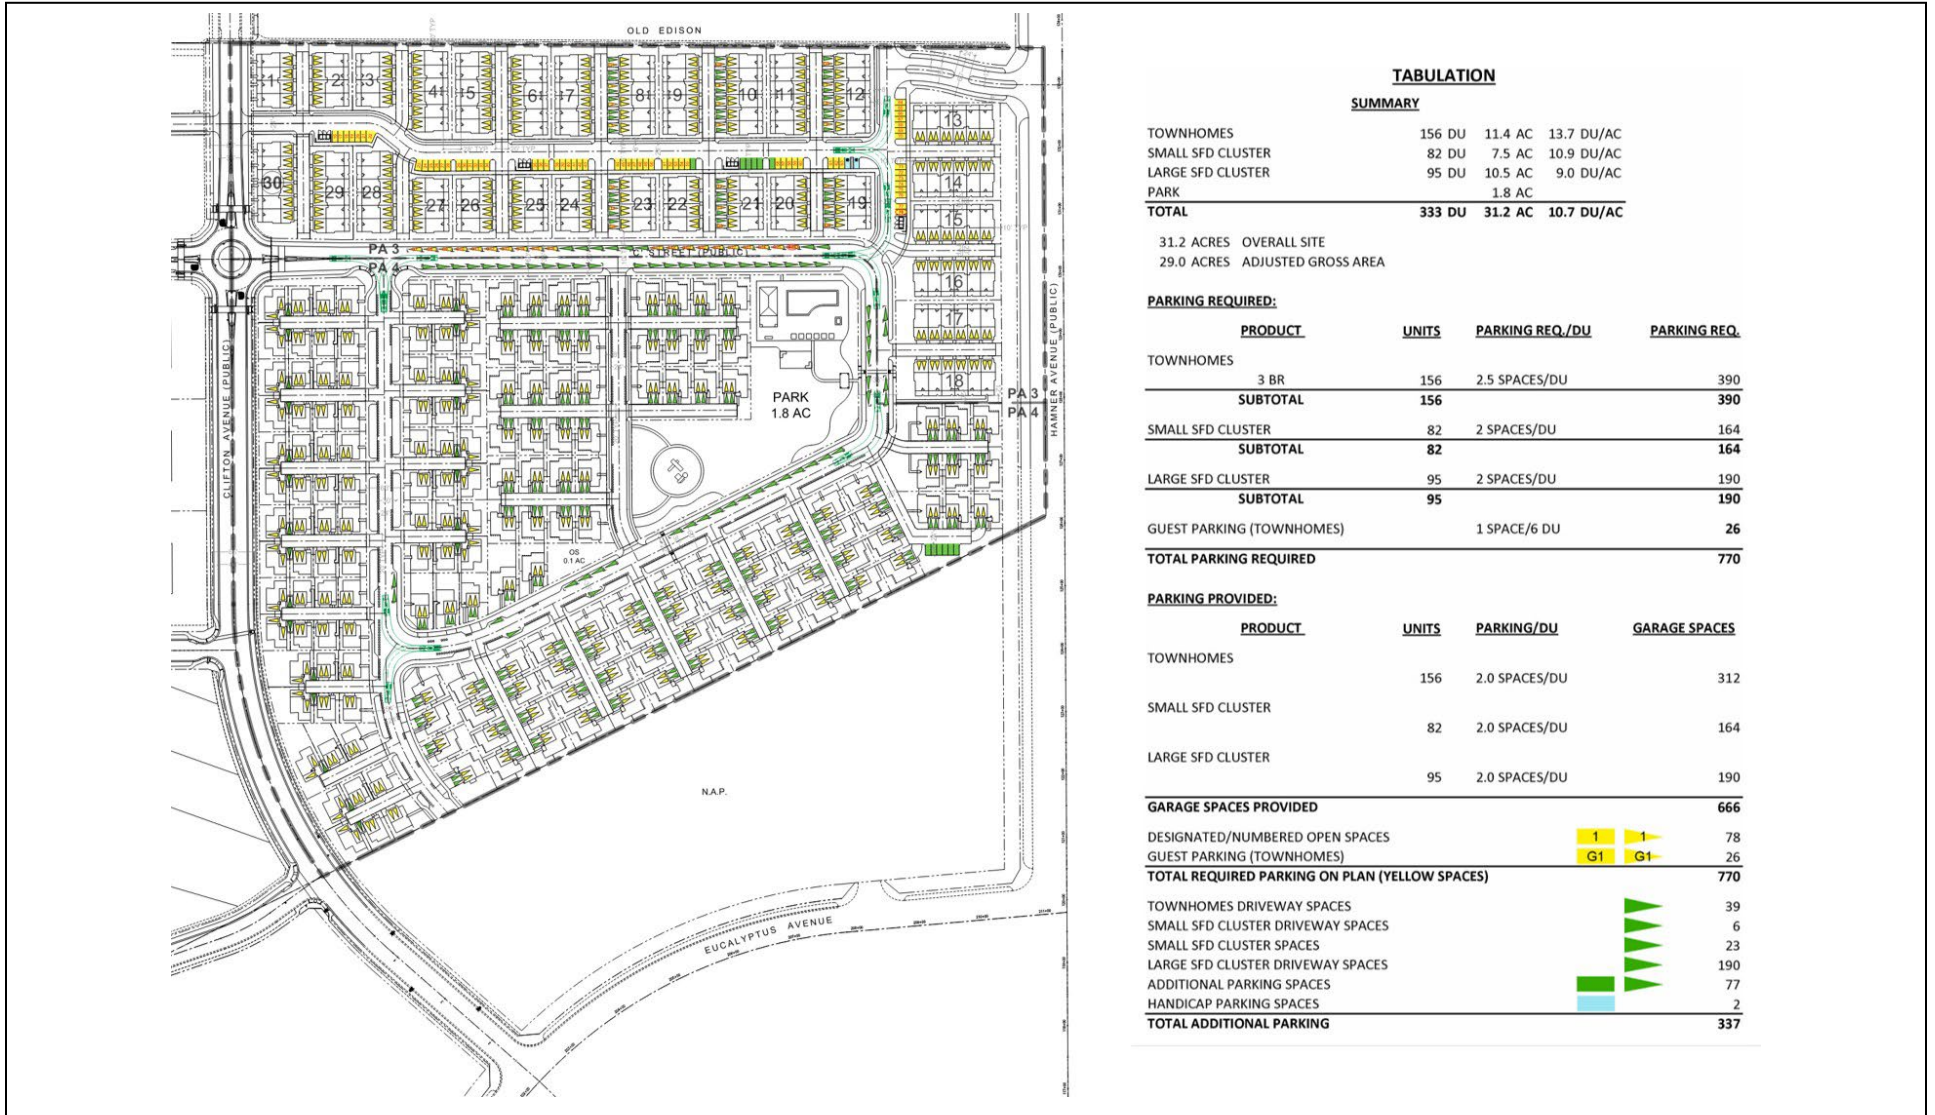 OLD EDISON
1
2
3
4
5
6
7
8
9
10
11
12
13
30
29
28
27
26
25
24
23
22
21
20
19
14
15
PA 3
PA 4
"C" STREET (PUBLIC)
16
17
18
PARK
1.8 AC
PA 3
PA 4
CLIFTON AVENUE (PUBLIC)
HAMNER AVENUE (PUBLIC)
OS
0.1 AC
N.A.P.
EUCALYPTUS AVENUE
TABULATION
SUMMARY
TOWNHOMES 156 DU 11.4 AC 13.7 DU/AC
SMALL SFD CLUSTER 82 DU 7.5 AC 10.9 DU/AC
LARGE SFD CLUSTER 95 DU 10.5 AC 9.0 DU/AC
PARK 1.8 AC
TOTAL 333 DU 31.2 AC 10.7 DU/AC
31.2 ACRES OVERALL SITE
29.0 ACRES ADJUSTED GROSS AREA
PARKING REQUIRED:
PRODUCT UNITS PARKING REQ./DU PARKING REQ.
TOWNHOMES
3 BR 156 2.5 SPACES/DU 390
SUBTOTAL 156 390
SMALL SFD CLUSTER 82 2 SPACES/DU 164
SUBTOTAL 82 164
LARGE SFD CLUSTER 95 2 SPACES/DU 190
SUBTOTAL 95 190
GUEST PARKING (TOWNHOMES) 1 SPACE/6 DU 26
TOTAL PARKING REQUIRED 770
PARKING PROVIDED:
PRODUCT UNITS PARKING/DU GARAGE SPACES
TOWNHOMES
156 2.0 SPACES/DU 312
SMALL SFD CLUSTER
82 2.0 SPACES/DU 164
LARGE SFD CLUSTER
95 2.0 SPACES/DU 190
GARAGE SPACES PROVIDED 666
DESIGNATED/NUMBERED OPEN SPACES 1 1 78
GUEST PARKING (TOWNHOMES) G1 G1 26
TOTAL REQUIRED PARKING ON PLAN (YELLOW SPACES) 770
TOWNHOMES DRIVEWAY SPACES 39
SMALL SFD CLUSTER DRIVEWAY SPACES 6
SMALL SFD CLUSTER SPACES 23
LARGE SFD CLUSTER DRIVEWAY SPACES 190
ADDITIONAL PARKING SPACES 77
HANDICAP PARKING SPACES 2
TOTAL ADDITIONAL PARKING 337